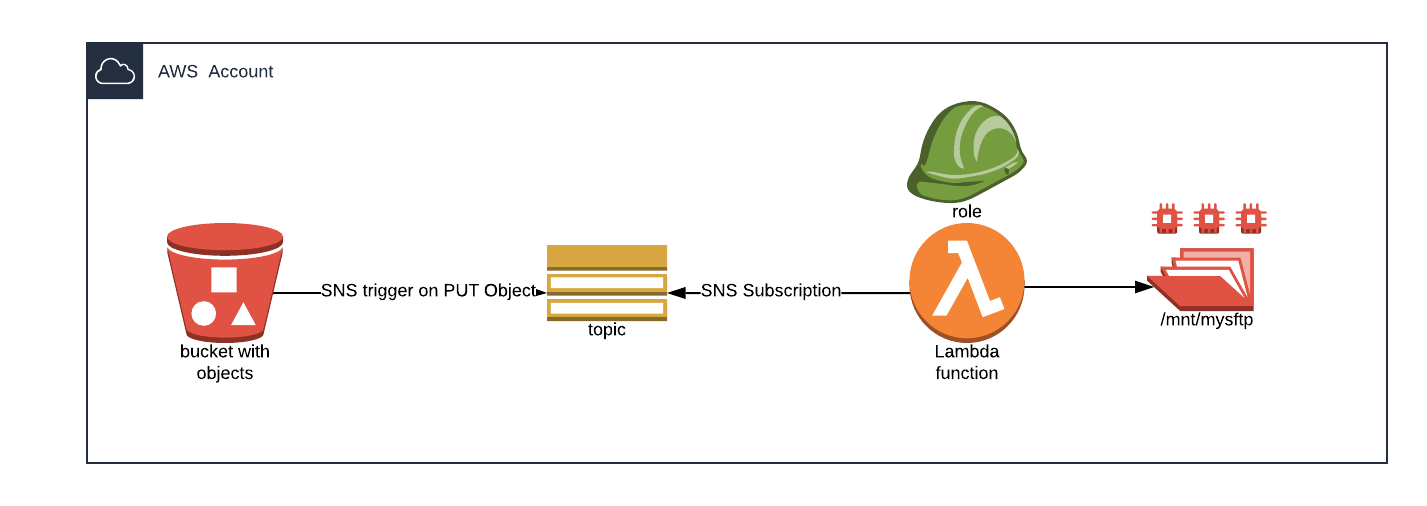 AWS Account
role
SNS trigger on PUT Object
SNS Subscription
/mnt/mysftp
topic
bucket with
objects
Lambda
function